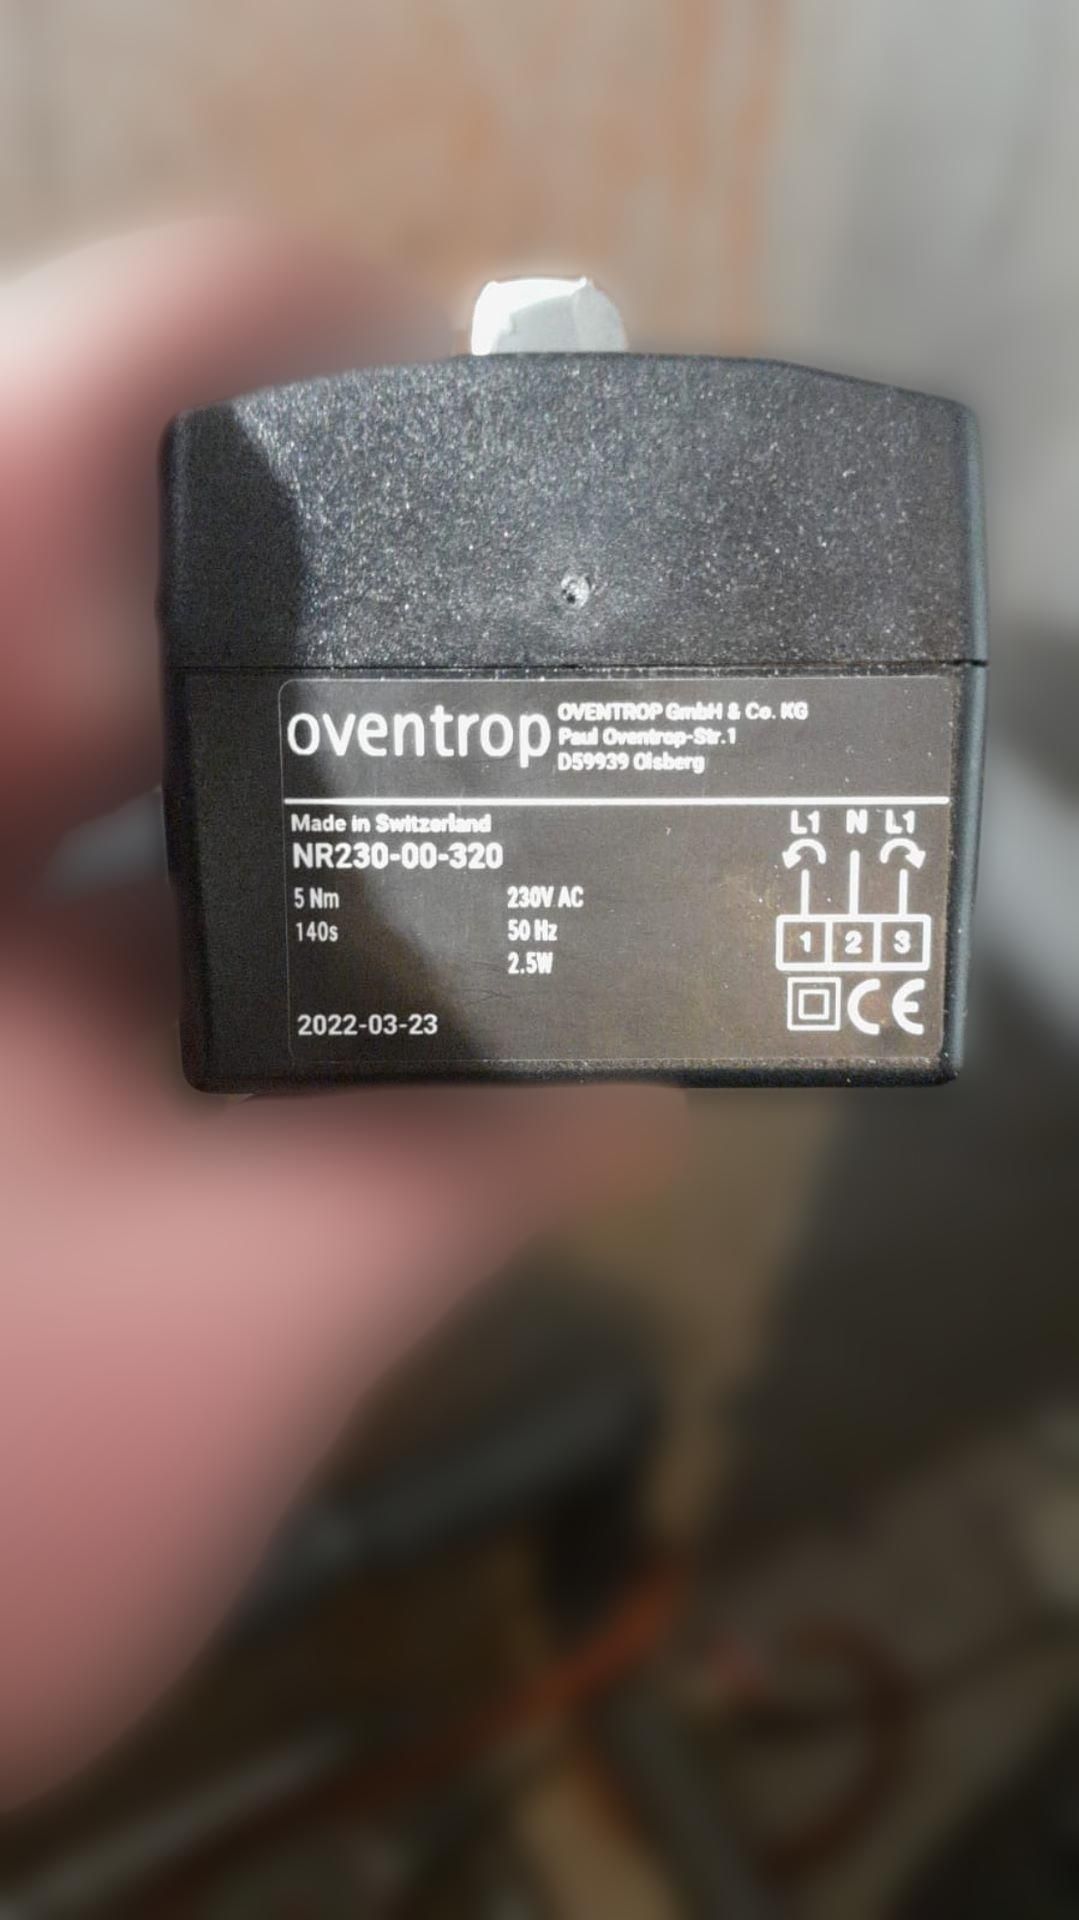 oventrop
OVENTROP GmbH & Co. KG
Paul Oventrop-Str.1
D59939 Olsberg
Made in Switzerland
NR230-00-320
5 Nm
140s
230V AC
50 Hz
2.5W
2022-03-23
L1 N L1
1 2 3
CE